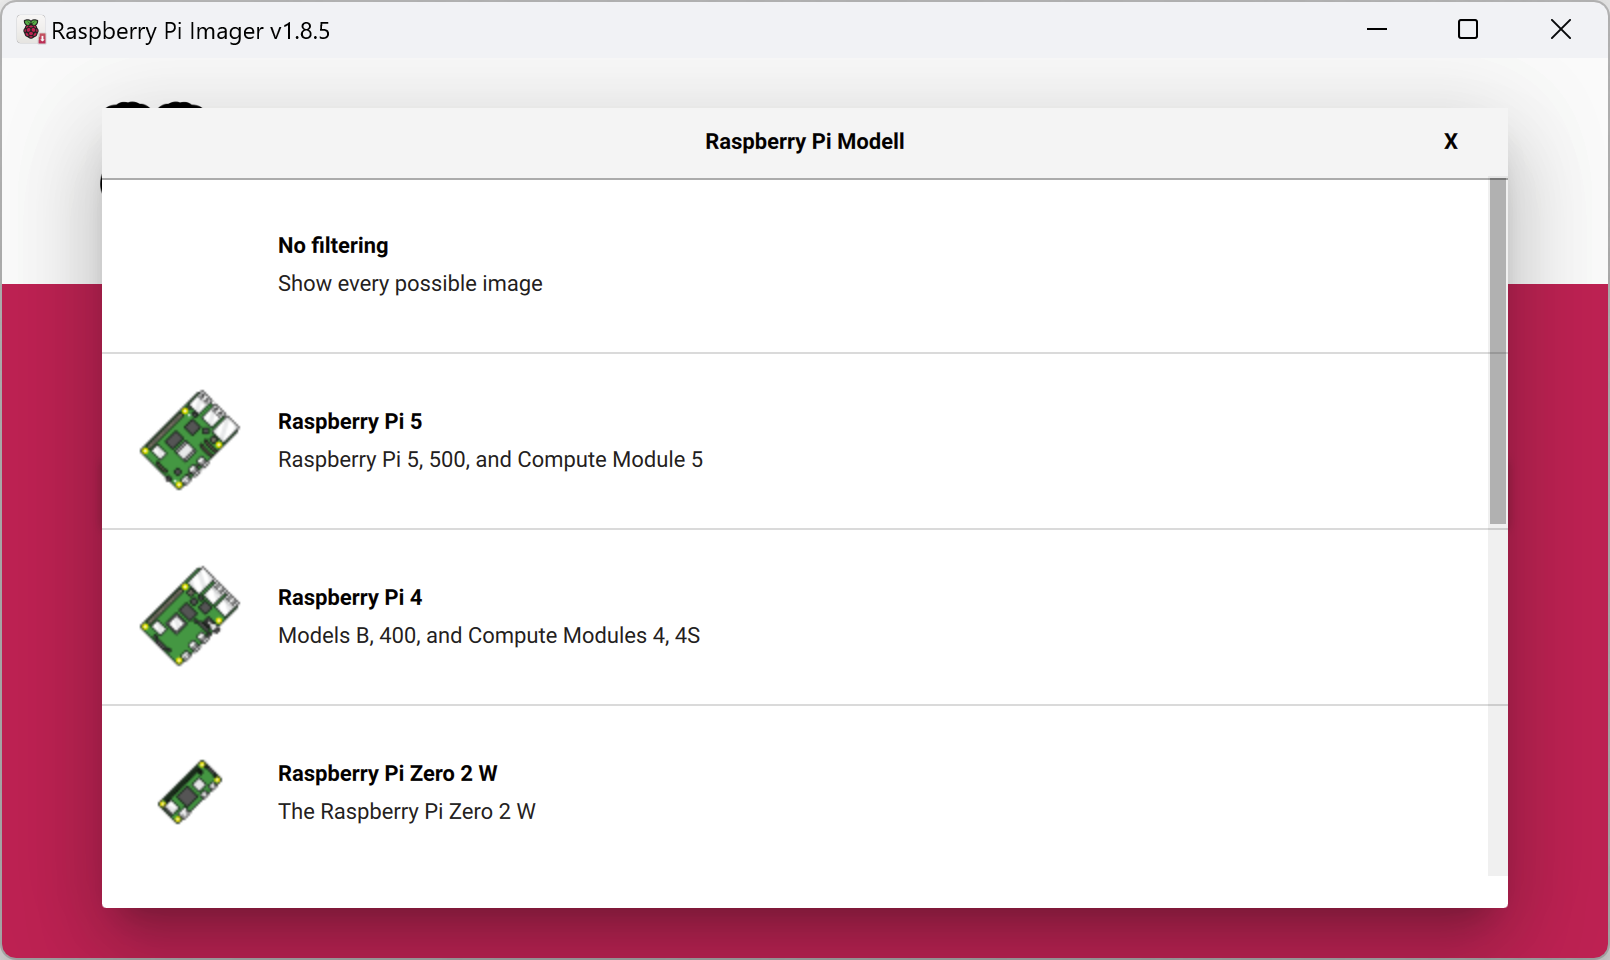 Raspberry Pi Imager v1.8.5
Raspberry Pi Modell
X
No filtering
Show every possible image
Raspberry Pi 5
Raspberry Pi 5, 500, and Compute Module 5
Raspberry Pi 4
Models B, 400, and Compute Modules 4, 4S
Raspberry Pi Zero 2 W
The Raspberry Pi Zero 2 W